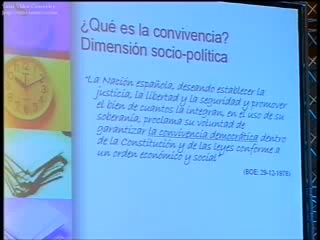 ¿Qué es la convivencia?
Dimensión socio-política
"La Nación española, deseando establecer la
justicia, la libertad y la seguridad y promover
el bien de cuantos la integran, en el uso de su
soberanía, proclama su voluntad de
garantizar la convivencia democrática dentro
de la Constitución y de las leyes conforme a
un orden económico y social"
(BOE: 29-12-1978)